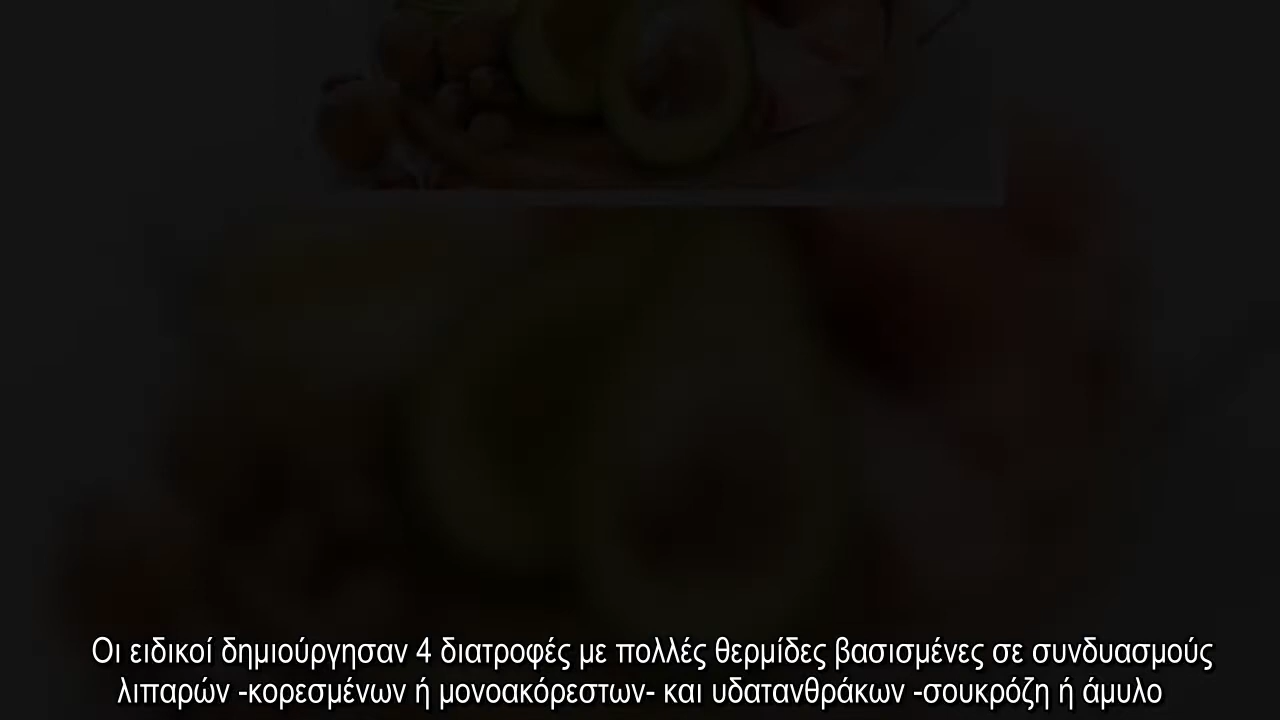 Οι ειδικοί δημιούργησαν 4 διατροφές με πολλές θερμίδες βασισμένες σε συνδυασμούς
λιπαρών -κορεσμένων ή μονοακόρεστων- και υδατανθράκων -σουκρόζη ή άμυλο